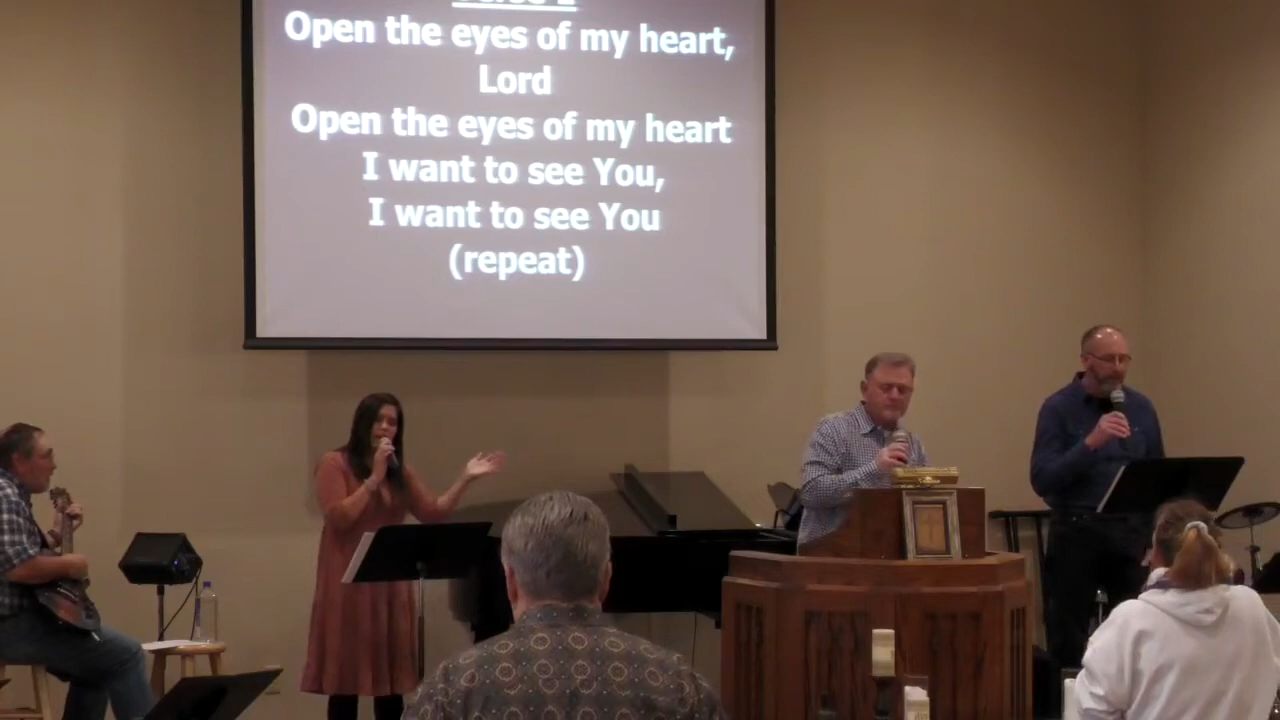 Open the eyes of my heart,
Lord
Open the eyes of my heart
I want to see You,
I want to see You
(repeat)